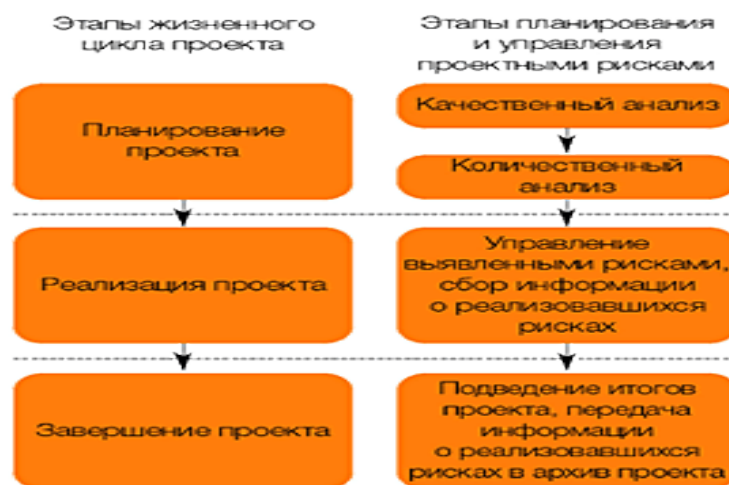 Этапы жизненного
цикла проекта
Этапы планирования
и управления
проектными рисками
Планирование
проекта
Качественный анализ
Количественный
анализ
Реализация проекта
Управление
выявленными рисками,
сбор информации
о реализовавшихся
рисках
Завершение проекта
Подведение итогов
проекта, передача
информации
о реализовавшихся
рисках в архив проекта